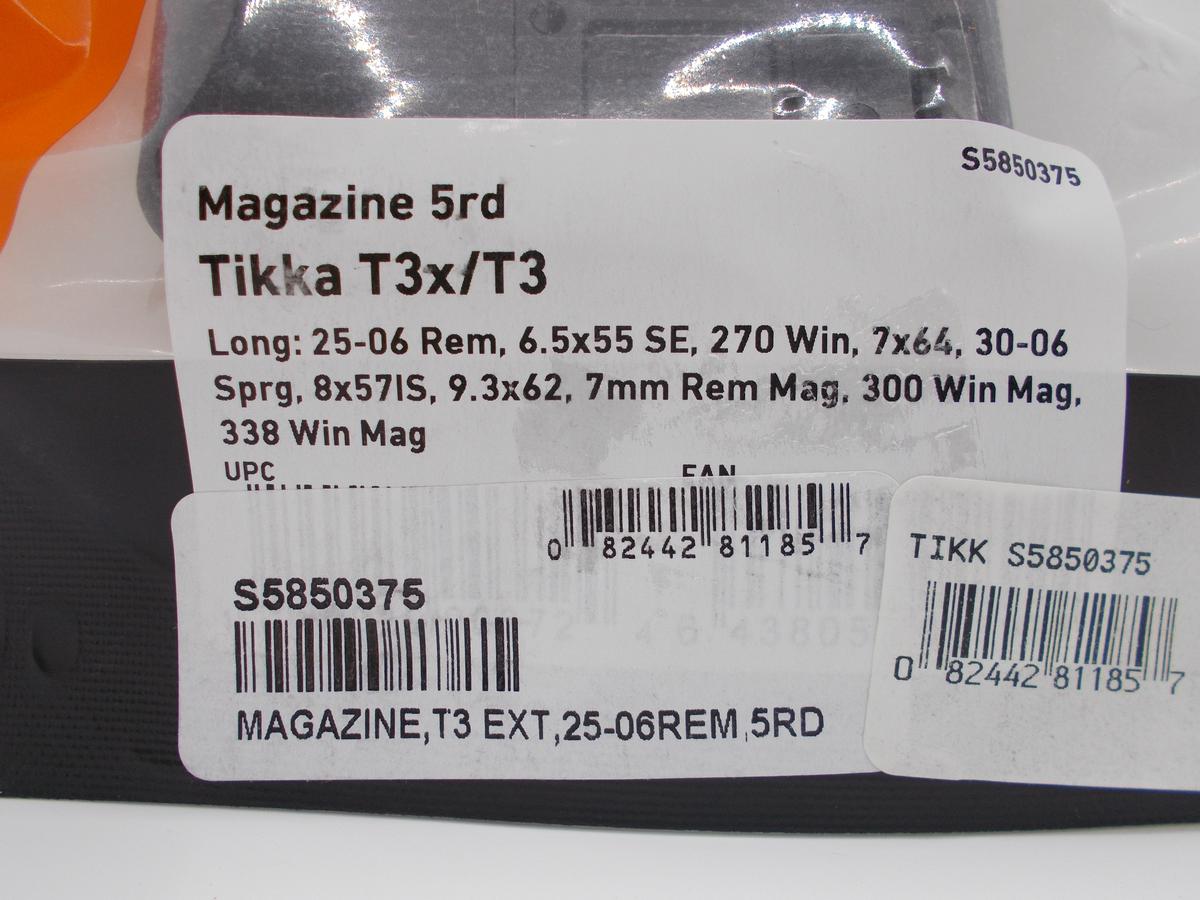 S5850375
Magazine 5rd
Tikka T3x/T3
Long: 25-06 Rem, 6.5x55 SE, 270 Win, 7x64, 30-06
Sprg, 8x57IS, 9.3x62, 7mm Rem Mag, 300 Win Mag,
338 Win Mag
UPC EAN
0 82442 81185 7
S5850375
MAGAZINE,T3 EXT,25-06REM,5RD
TIKK S5850375
0 82442 81185 7